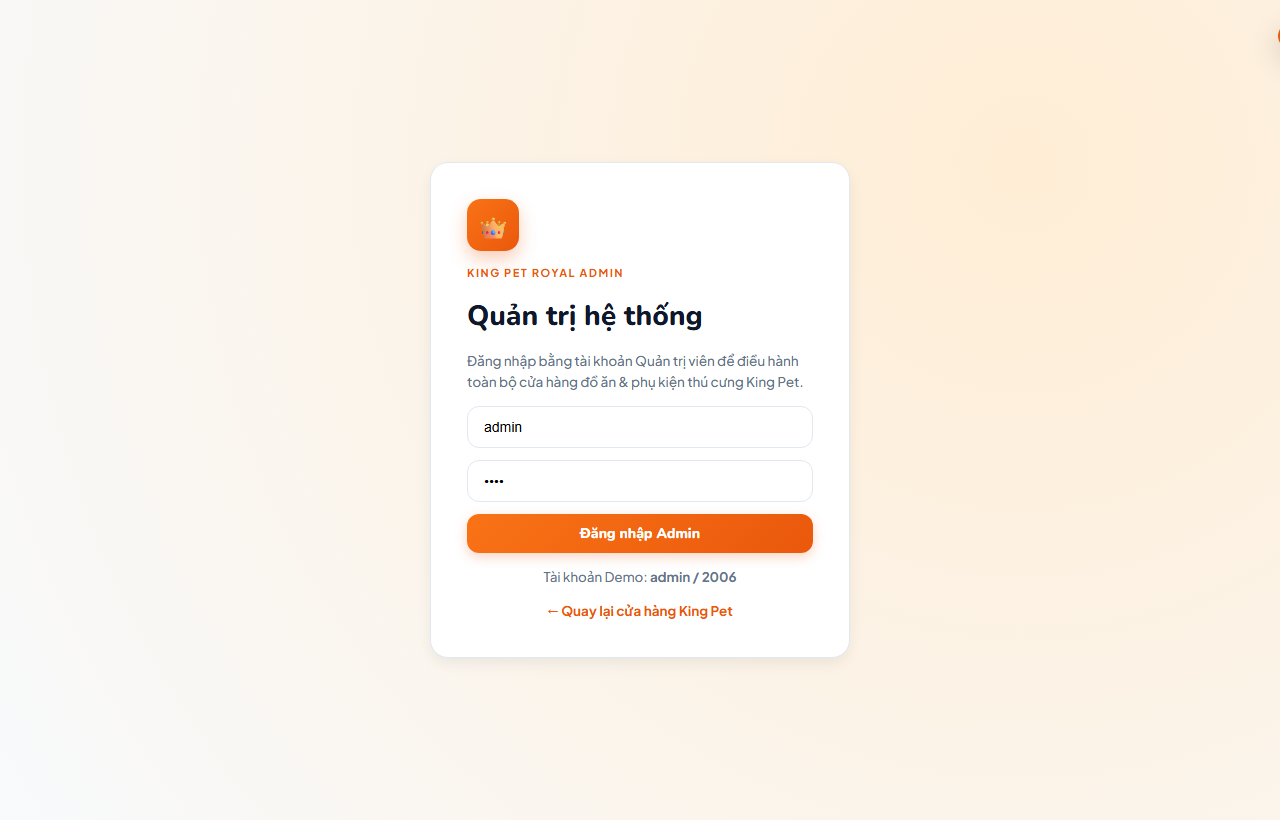 KING PET ROYAL ADMIN
Quản trị hệ thống
Đăng nhập bằng tài khoản Quản trị viên để điều hành
toàn bộ cửa hàng đồ ăn & phụ kiện thú cưng King Pet.
admin
••••
Đăng nhập Admin
Tài khoản Demo: admin / 2006
← Quay lại cửa hàng King Pet